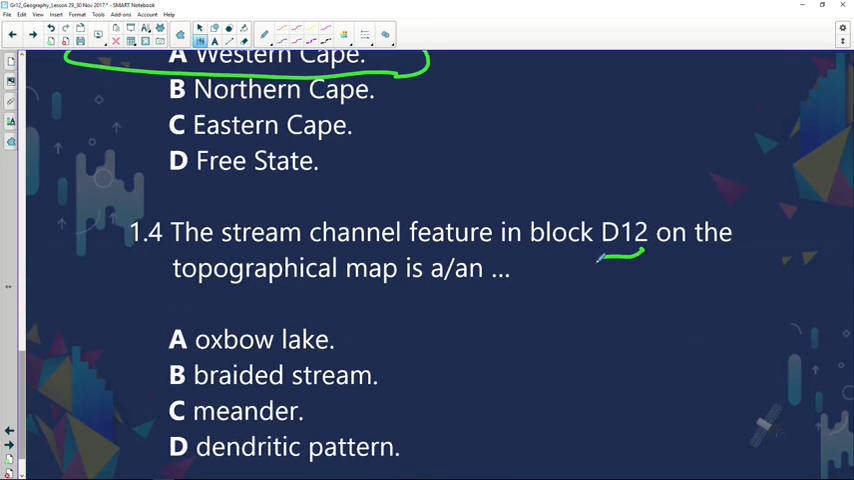 Gr12_Geography_Lesson 29_30 Nov 2017 * - SMART Notebook
File Edit View Insert Format Tools Add-ons Account Help
A Western Cape.
B Northern Cape.
C Eastern Cape.
D Free State.
1.4 The stream channel feature in block D12 on the
topographical map is a/an ...
A oxbow lake.
B braided stream.
C meander.
D dendritic pattern.